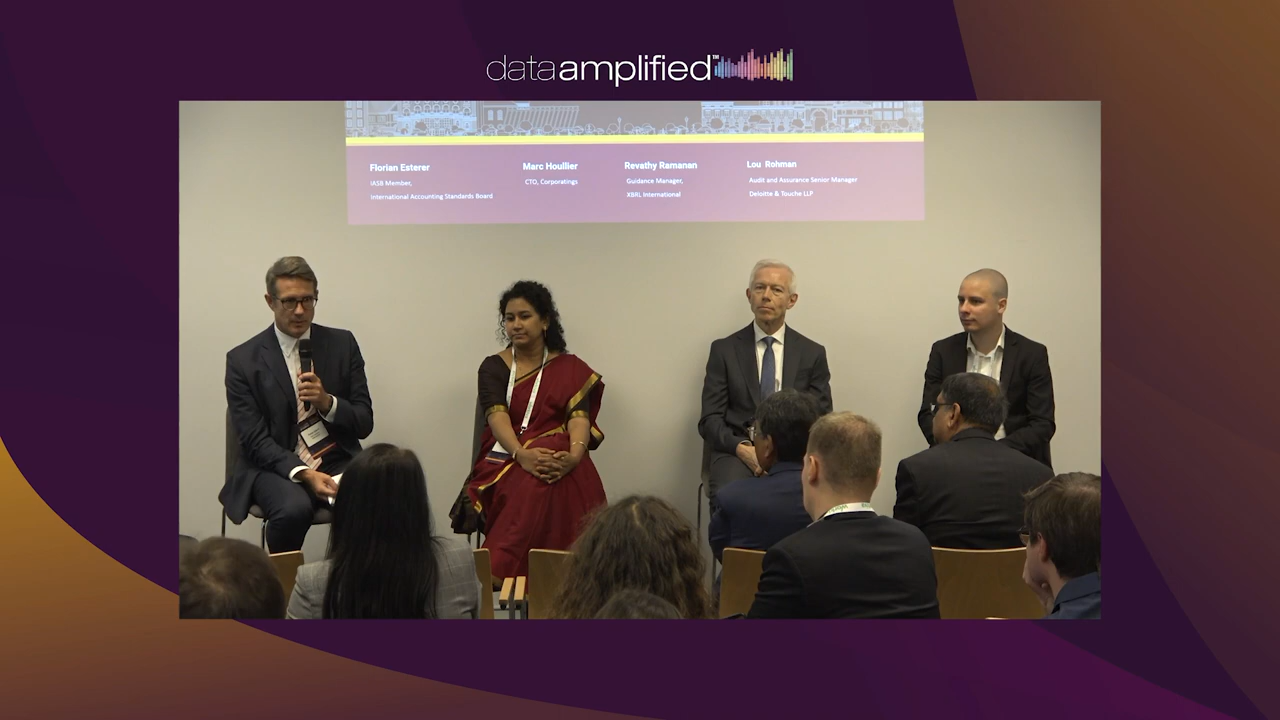 dataamplified™
Florian Esterer
IASB Member,
International Accounting Standards Board
Marc Houllier
CTO, Corporatings
Revathy Ramanan
Guidance Manager,
XBRL International
Lou Rohman
Audit and Assurance Senior Manager
Deloitte & Touche LLP